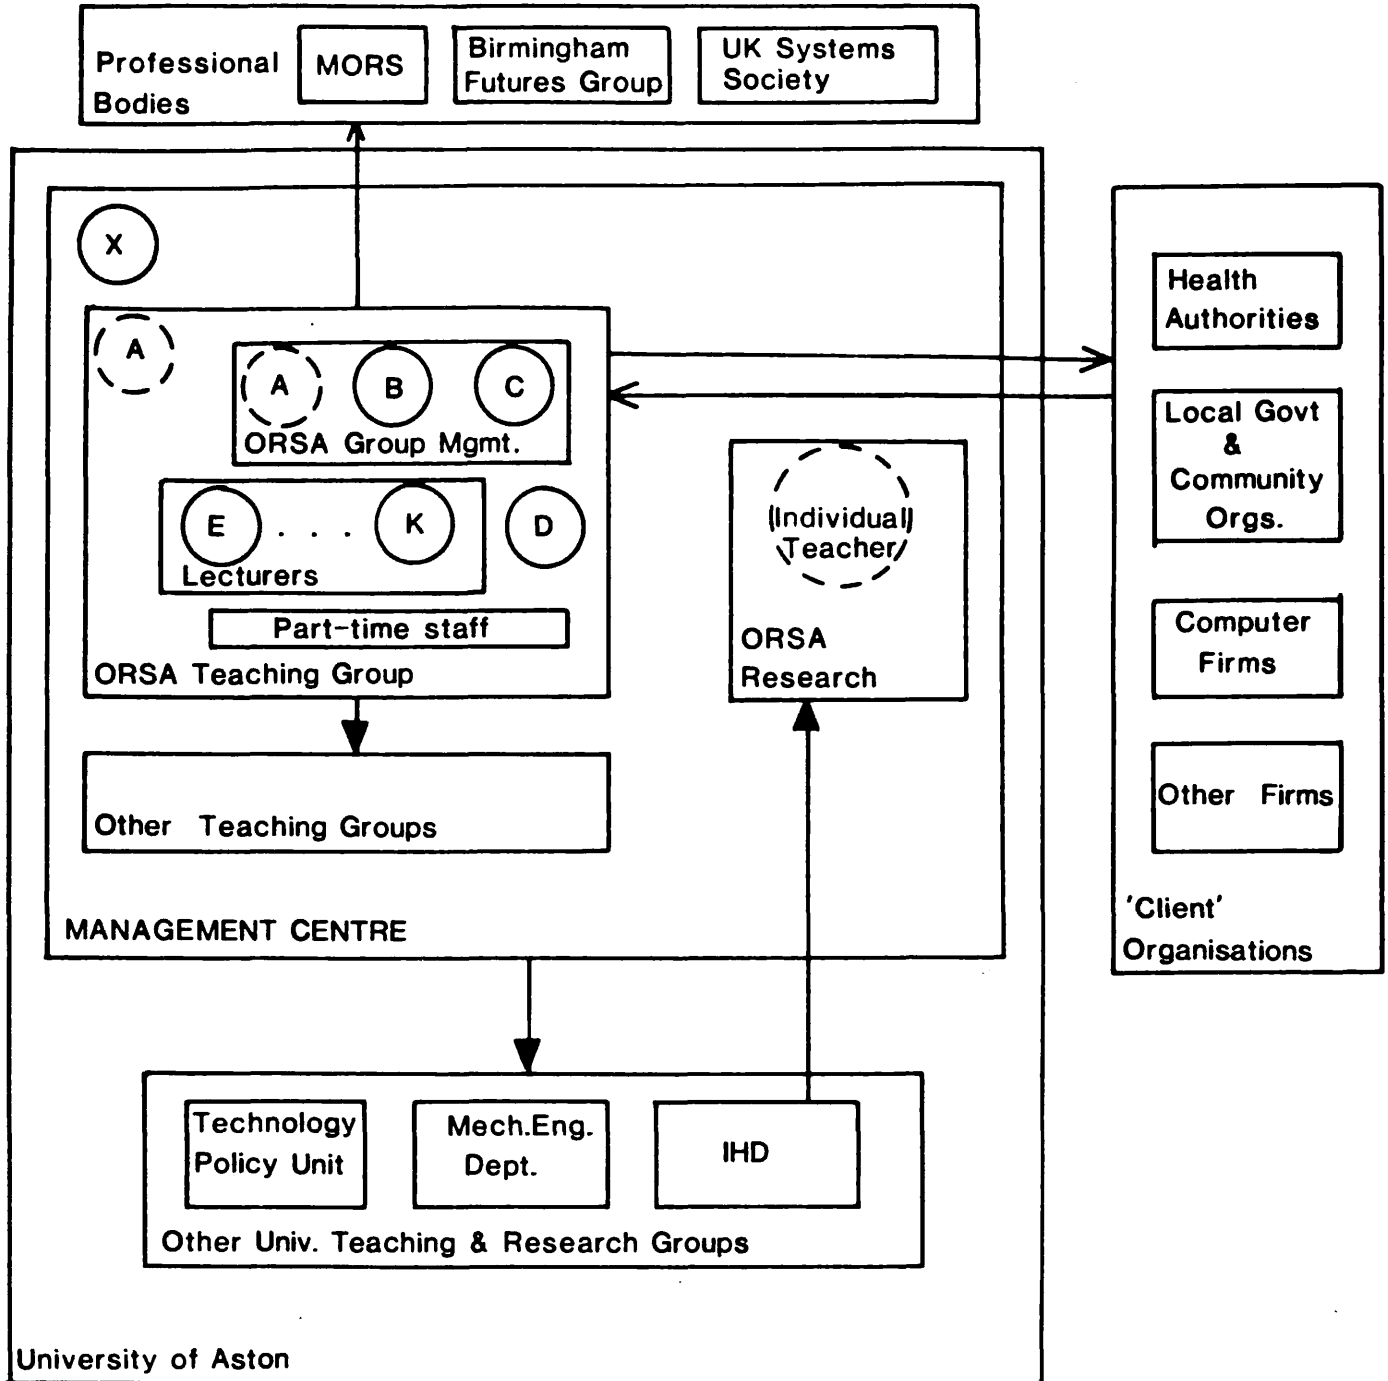 Professional
Bodies
MORS
Birmingham
Futures Group
UK Systems
Society
X
A
A
B
C
ORSA Group Mgmt.
E . . . K
Lecturers
D
Part-time staff
ORSA Teaching Group
Other Teaching Groups
MANAGEMENT CENTRE
Individual
Teacher
ORSA
Research
Health
Authorities
Local Govt
&
Community
Orgs.
Computer
Firms
Other Firms
'Client'
Organisations
Technology
Policy Unit
Mech.Eng.
Dept.
IHD
Other Univ. Teaching & Research Groups
University of Aston